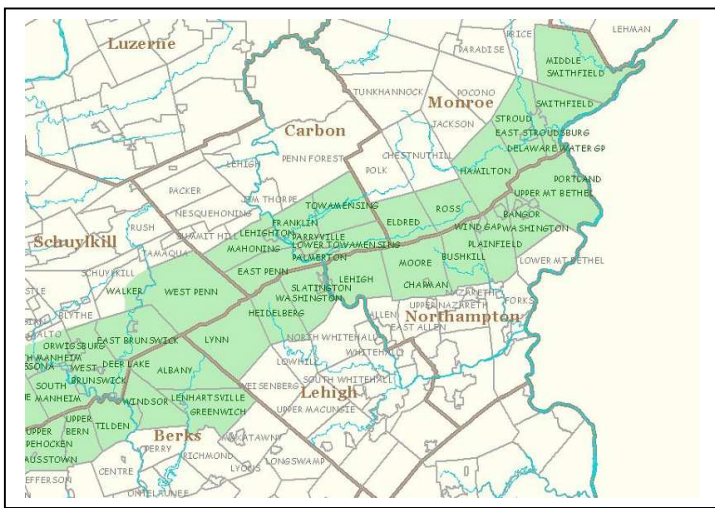 LEHMAN
PRICE
Luzerne
PARADISE
MIDDLE
SMITHFIELD
TUNKHANNOCK
POCONO
Monroe
SMITHFIELD
JACKSON
STROUD
EAST STROUDSBURG
Carbon
CHESTNUTHILL
DELAWARE WATER GP
LEHIGH
PENN FOREST
POLK
HAMILTON
PORTLAND
PACKER
JIM THORPE
UPPER MT BETHEL
TOWAMENSING
NESQUEHONING
ROSS
BANGOR
ELDRED
FRANKLIN
WIND GAP
WASHINGTON
RUSH
SUMMIT HILL
LEHIGHTON
PARRYVILLE
Schuylkill
MAHONING
LOWER TOWAMENSING
PLAINFIELD
TAMAQUA
PALMERTON
BUSHKILL
LOWER MT BETHEL
MOORE
SCHUYLKILL
EAST PENN
LEHIGH
WALKER
WEST PENN
SLATINGTON
CHAPMAN
WASHINGTON
NAZARETH
UPPER NAZARETH
FORKS
BLYTHE
HEIDELBERG
ALLEN
Northampton
EAST ALLEN
ORWIGSBURG
EAST BRUNSWICK
LYNN
NORTH WHITEHALL
WHITEHALL
MANHEIM
DEER LAKE
LOWHILL
WEST
BRUNSWICK
ALBANY
SOUTH WHITEHALL
SOUTH
MANHEIM
WEISENBERG
Lehigh
LENHARTSVILLE
WINDSOR
GREENWICH
UPPER MACUNGIE
UPPER
BERN
TILDEN
UPPER
Berks
MAXATAWNY
PERRY
RICHMOND
LONGSWAMP
LYONS
CENTRE
ONTELAUNEE